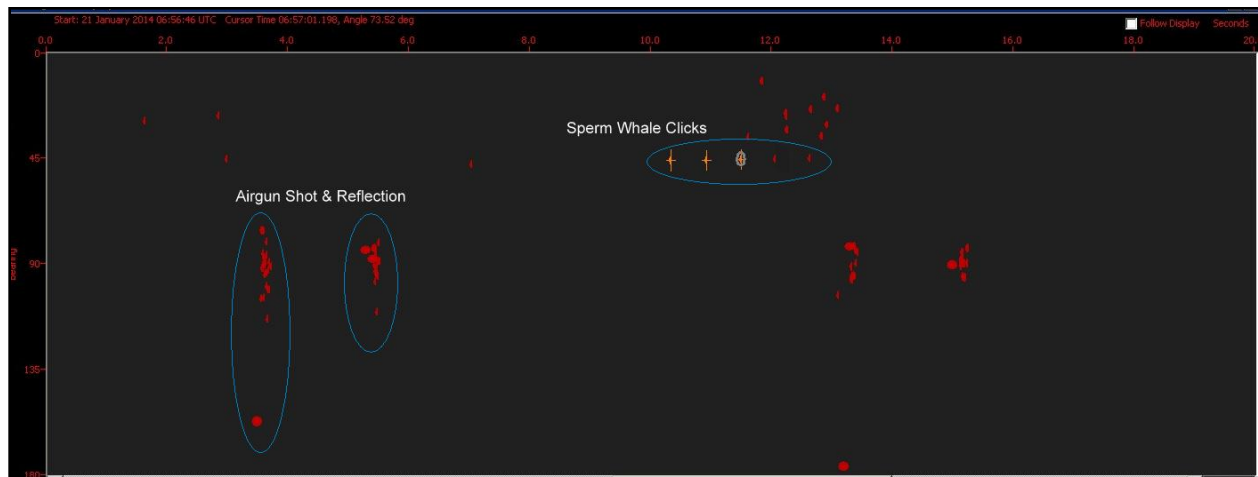 Start: 21 January 2014 06:56:46 UTC Cursor Time 06:57:01.198, Angle 73.52 deg
Follow Display Seconds
0.0 2.0 4.0 6.0 8.0 10.0 12.0 14.0 16.0 18.0 20.0
0
Sperm Whale Clicks
45
Airgun Shot & Reflection
Bearing
90
135
180